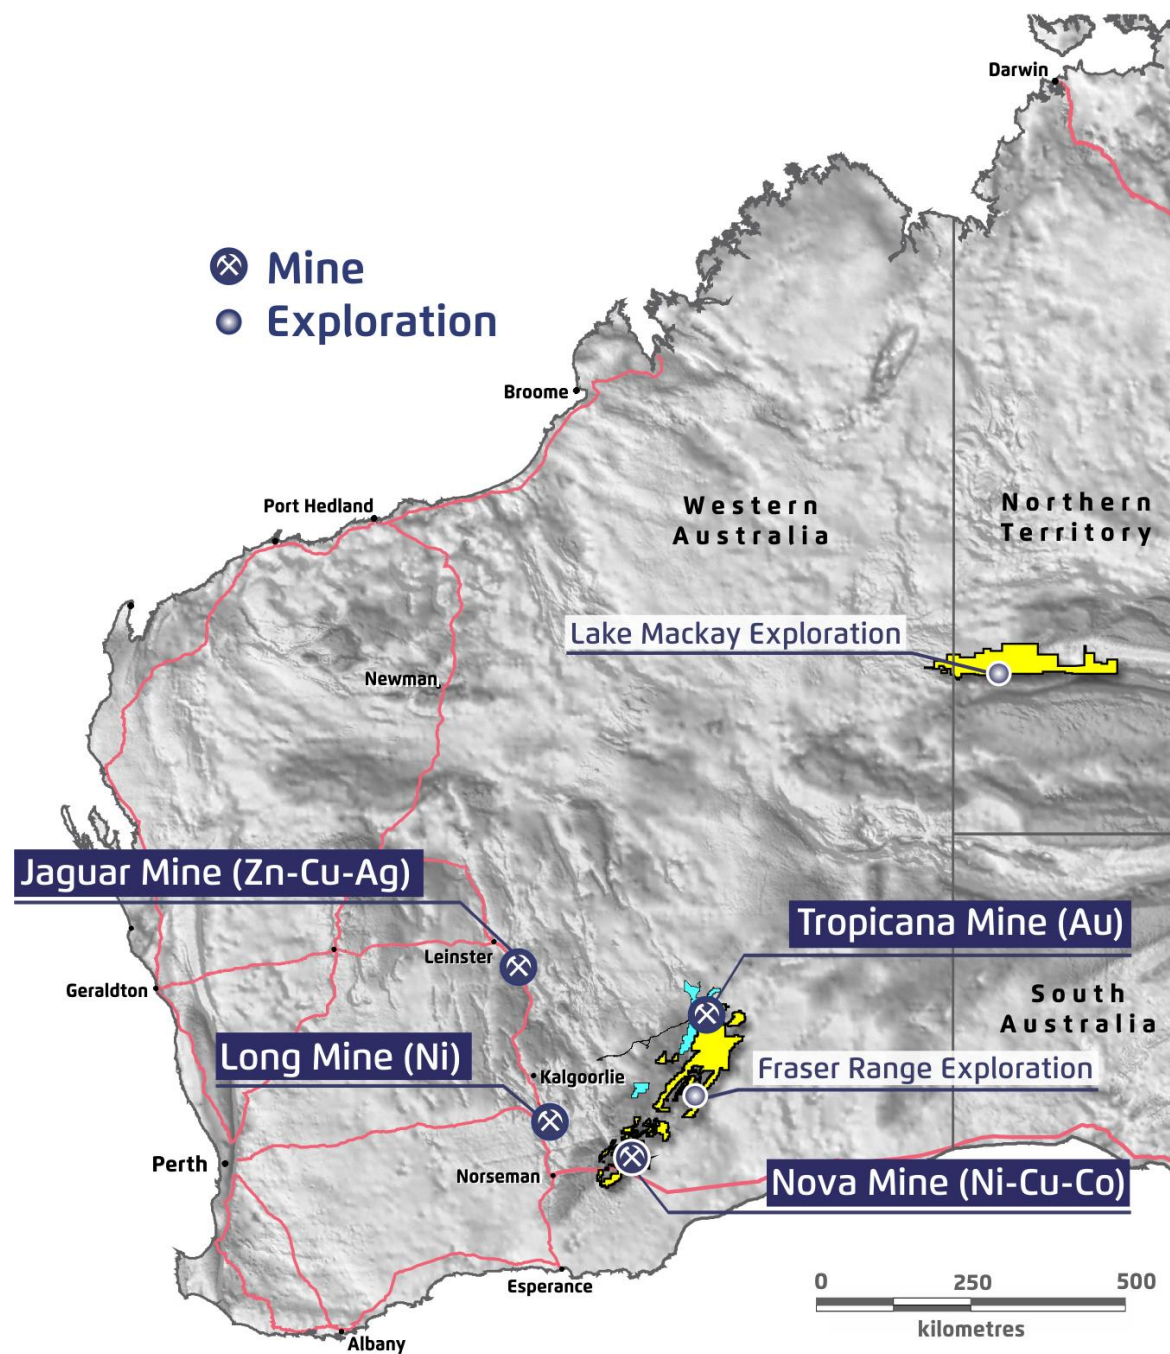 Darwin
Mine
Exploration
Broome
Port Hedland
Western
Australia
Northern
Territory
Lake Mackay Exploration
Newman
Jaguar Mine (Zn-Cu-Ag)
Tropicana Mine (Au)
Leinster
Geraldton
South
Australia
Long Mine (Ni)
Kalgoorlie
Fraser Range Exploration
Perth
Norseman
Nova Mine (Ni-Cu-Co)
Esperance
0 250 500
kilometres
Albany